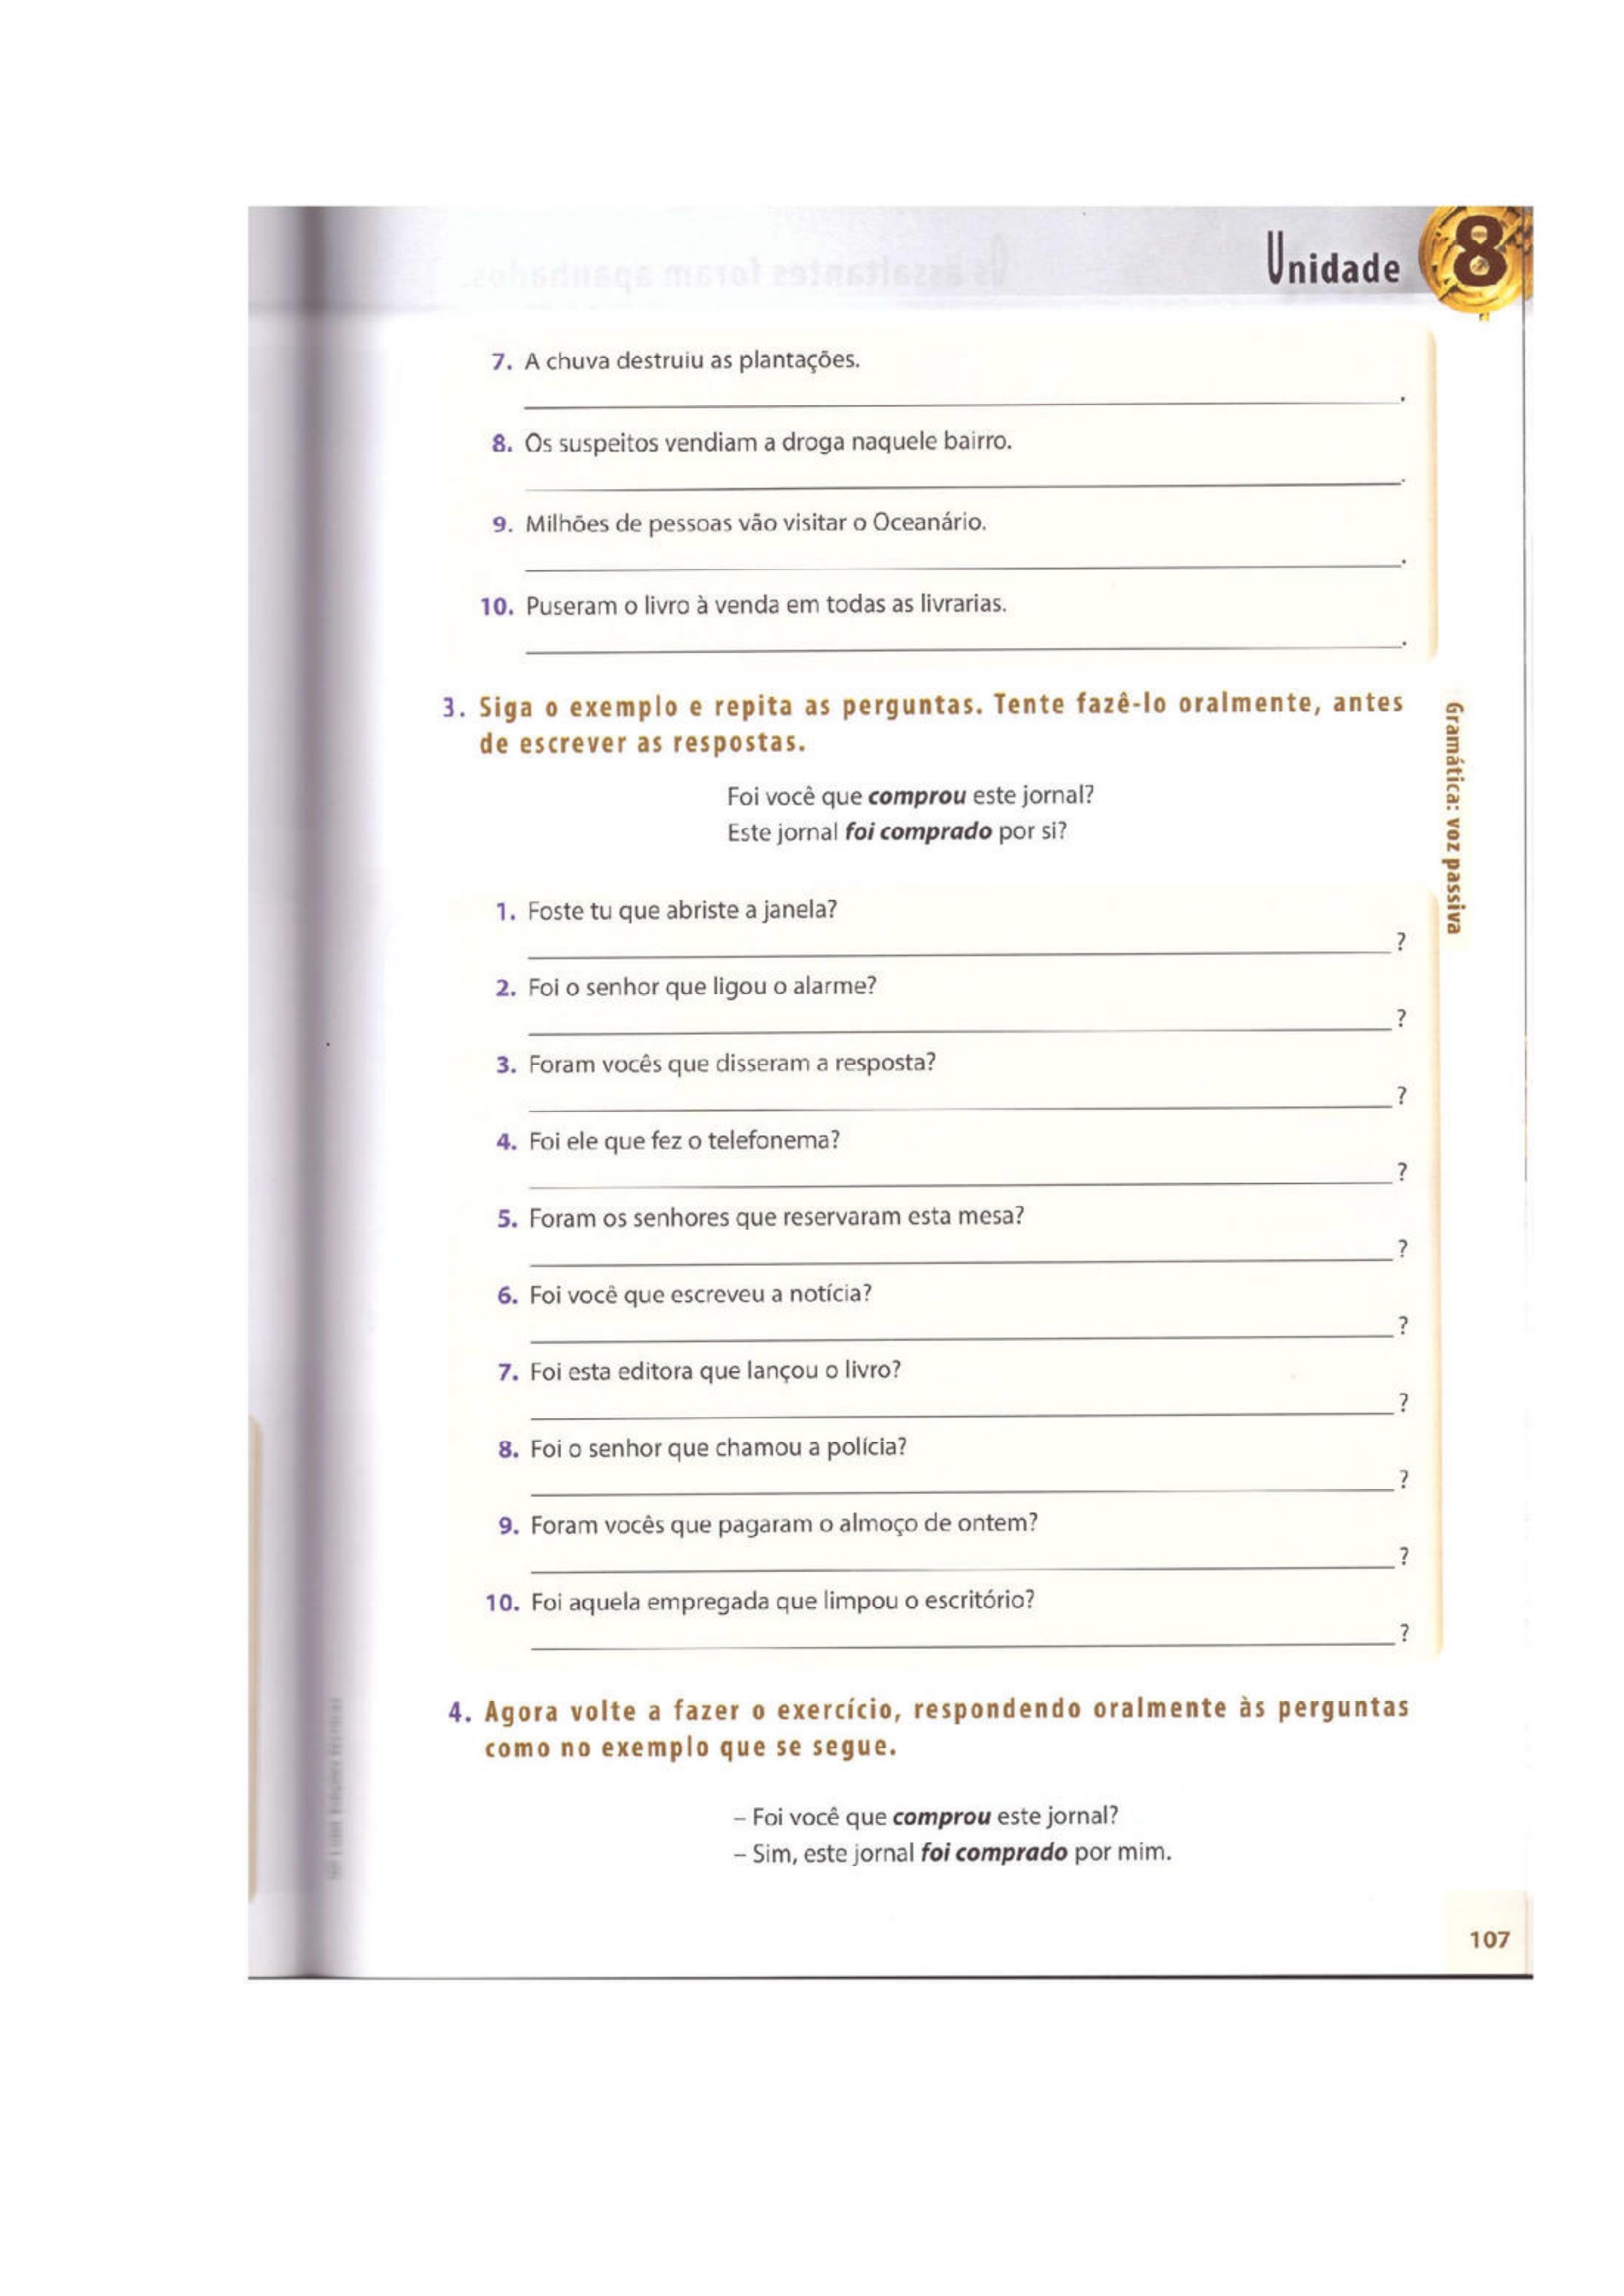 Unidade 8
7. A chuva destruiu as plantações.
.
8. Os suspeitos vendiam a droga naquele bairro.
.
9. Milhões de pessoas vão visitar o Oceanário.
.
10. Puseram o livro à venda em todas as livrarias.
.
3. Siga o exemplo e repita as perguntas. Tente fazê-lo oralmente, antes
de escrever as respostas.
Foi você que comprou este jornal?
Este jornal foi comprado por si?
Gramática: voz passiva
1. Foste tu que abriste a janela?
?
2. Foi o senhor que ligou o alarme?
?
3. Foram vocês que disseram a resposta?
?
4. Foi ele que fez o telefonema?
?
5. Foram os senhores que reservaram esta mesa?
?
6. Foi você que escreveu a notícia?
?
7. Foi esta editora que lançou o livro?
?
8. Foi o senhor que chamou a polícia?
?
9. Foram vocês que pagaram o almoço de ontem?
?
10. Foi aquela empregada que limpou o escritório?
?
4. Agora volte a fazer o exercício, respondendo oralmente às perguntas
como no exemplo que se segue.
– Foi você que comprou este jornal?
– Sim, este jornal foi comprado por mim.
107